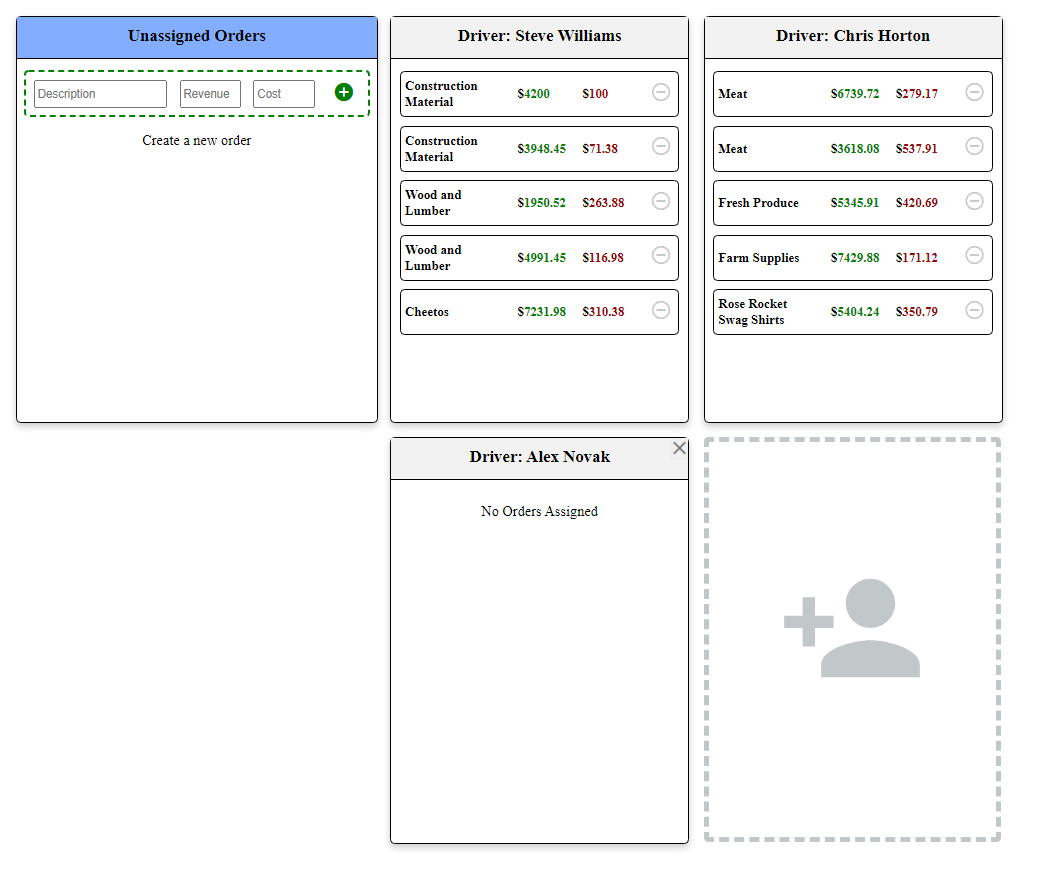 Unassigned Orders
Description Revenue Cost
Create a new order
Driver: Steve Williams
Construction
Material $4200 $100
Construction
Material $3948.45 $71.38
Wood and
Lumber $1950.52 $263.88
Wood and
Lumber $4991.45 $116.98
Cheetos $7231.98 $310.38
Driver: Chris Horton
Meat $6739.72 $279.17
Meat $3618.08 $537.91
Fresh Produce $5345.91 $420.69
Farm Supplies $7429.88 $171.12
Rose Rocket
Swag Shirts $5404.24 $350.79
Driver: Alex Novak
No Orders Assigned